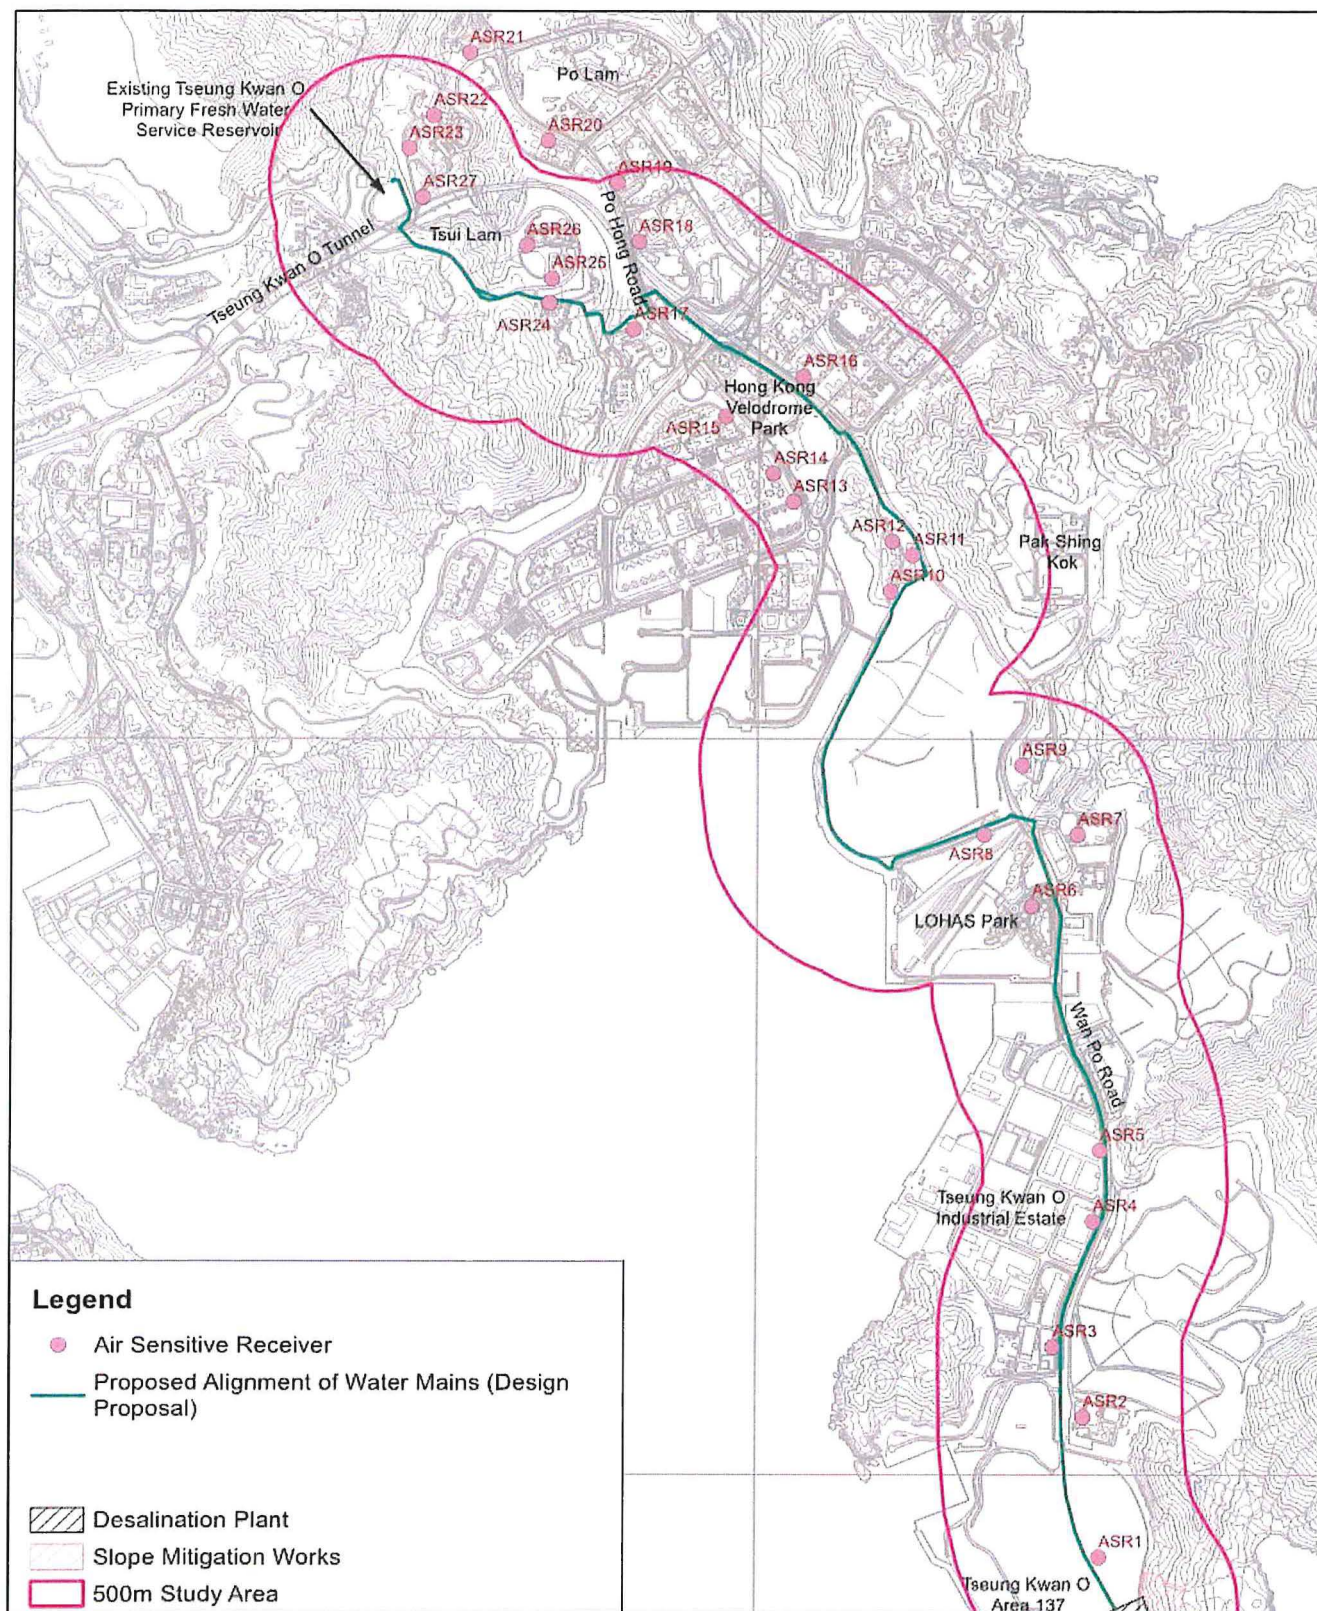 ASR21
Po Lam
Existing Tseung Kwan O
Primary Fresh Water
Service Reservoir
ASR22
ASR20
ASR23
ASR19
ASR27
Po Hong Road
ASR18
Tsui Lam
ASR26
Tseung Kwan O Tunnel
ASR25
ASR24
ASR17
ASR16
Hong Kong
Velodrome
Park
ASR15
ASR14
ASR13
ASR12
ASR11
Pak Shing
Kok
ASR10
ASR9
ASR7
ASR8
ASR6
LOHAS Park
Wan Po Road
ASR5
Tseung Kwan O
Industrial Estate
ASR4
ASR3
ASR2
ASR1
Tseung Kwan O
Area 137
Legend
Air Sensitive Receiver
Proposed Alignment of Water Mains (Design
Proposal)
Desalination Plant
Slope Mitigation Works
500m Study Area